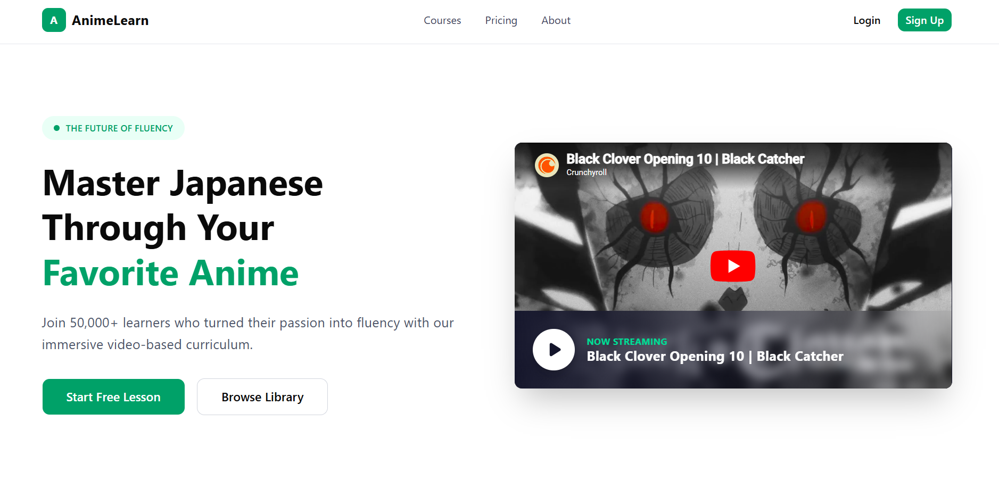 A AnimeLearn
Courses Pricing About
Login Sign Up
THE FUTURE OF FLUENCY
Master Japanese
Through Your
Favorite Anime
Join 50,000+ learners who turned their passion into fluency with our
immersive video-based curriculum.
Start Free Lesson Browse Library
Black Clover Opening 10 | Black Catcher
Crunchyroll
NOW STREAMING
Black Clover Opening 10 | Black Catcher